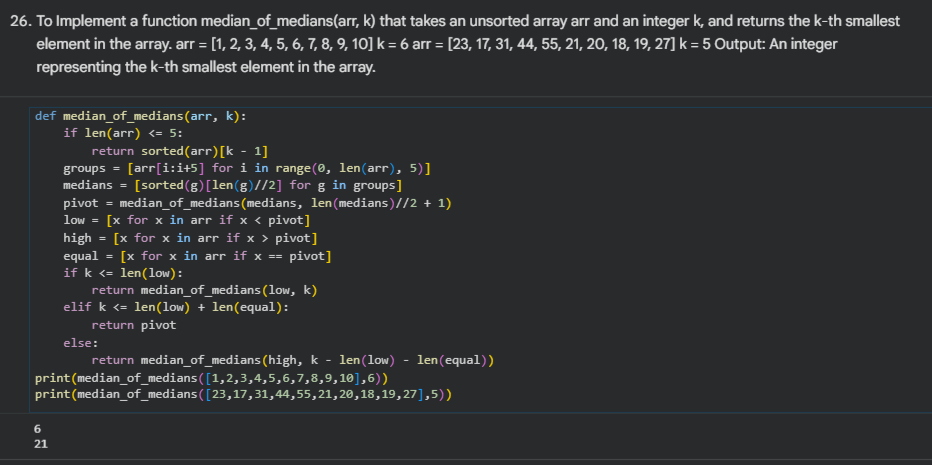 26. To Implement a function median_of_medians(arr, k) that takes an unsorted array arr and an integer k, and returns the k-th smallest
element in the array. arr = [1, 2, 3, 4, 5, 6, 7, 8, 9, 10] k = 6 arr = [23, 17, 31, 44, 55, 21, 20, 18, 19, 27] k = 5 Output: An integer
representing the k-th smallest element in the array.
def median_of_medians(arr, k):
    if len(arr) <= 5:
        return sorted(arr)[k - 1]
    groups = [arr[i:i+5] for i in range(0, len(arr), 5)]
    medians = [sorted(g)[len(g)//2] for g in groups]
    pivot = median_of_medians(medians, len(medians)//2 + 1)
    low = [x for x in arr if x < pivot]
    high = [x for x in arr if x > pivot]
    equal = [x for x in arr if x == pivot]
    if k <= len(low):
        return median_of_medians(low, k)
    elif k <= len(low) + len(equal):
        return pivot
    else:
        return median_of_medians(high, k - len(low) - len(equal))
print(median_of_medians([1,2,3,4,5,6,7,8,9,10],6))
print(median_of_medians([23,17,31,44,55,21,20,18,19,27],5))
6
21